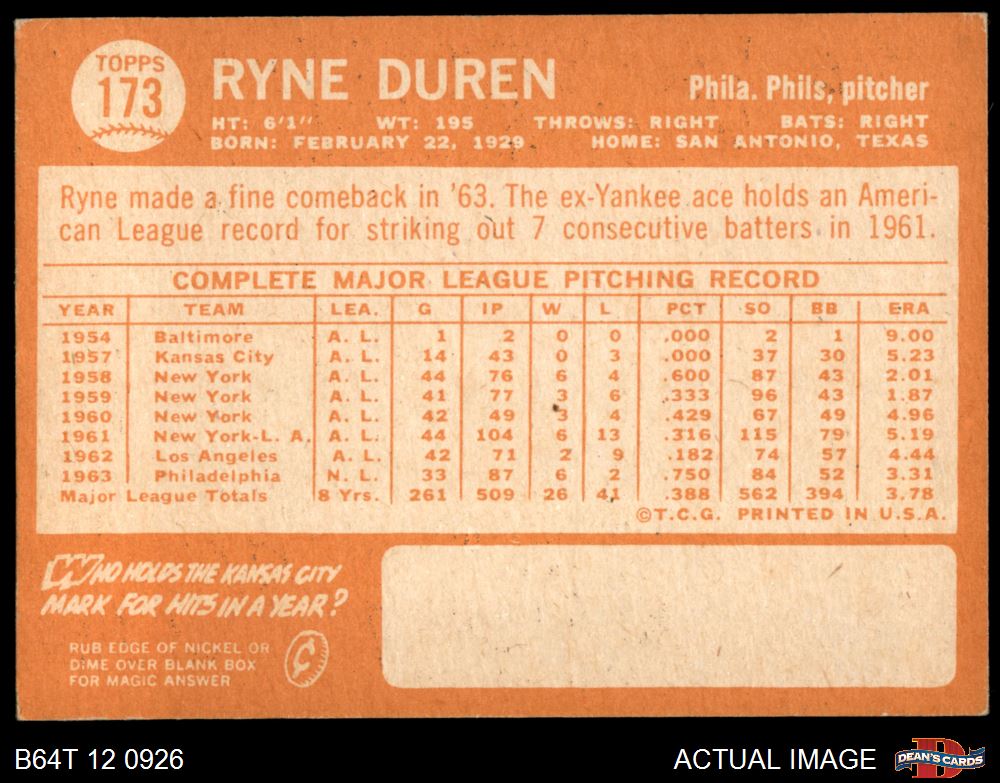 TOPPS
173
RYNE DUREN
Phila. Phils, pitcher
HT: 6'1" WT: 195 THROWS: RIGHT BATS: RIGHT
BORN: FEBRUARY 22, 1929 HOME: SAN ANTONIO, TEXAS
Ryne made a fine comeback in '63. The ex-Yankee ace holds an Ameri-
can League record for striking out 7 consecutive batters in 1961.
COMPLETE MAJOR LEAGUE PITCHING RECORD
YEAR TEAM LEA. G IP W L PCT SO BB ERA
1954 Baltimore A. L. 1 2 0 0 .000 2 1 9.00
1957 Kansas City A. L. 14 43 0 3 .000 37 30 5.23
1958 New York A. L. 44 76 6 4 .600 87 43 2.01
1959 New York A. L. 41 77 3 6 .333 96 43 1.87
1960 New York A. L. 42 49 3 4 .429 67 49 4.96
1961 New York-L. A. A. L. 44 104 6 13 .316 115 79 5.19
1962 Los Angeles A. L. 42 71 2 9 .182 74 57 4.44
1963 Philadelphia N. L. 33 87 6 2 .750 84 52 3.31
Major League Totals 8 Yrs. 261 509 26 41 .388 562 394 3.78
©T.C.G. PRINTED IN U.S.A.
WHO HOLDS THE KANSAS CITY
MARK FOR HITS IN A YEAR?
RUB EDGE OF NICKEL OR
DIME OVER BLANK BOX
FOR MAGIC ANSWER
¢
B64T 12 0926 ACTUAL IMAGE
D
DEAN'S CARDS